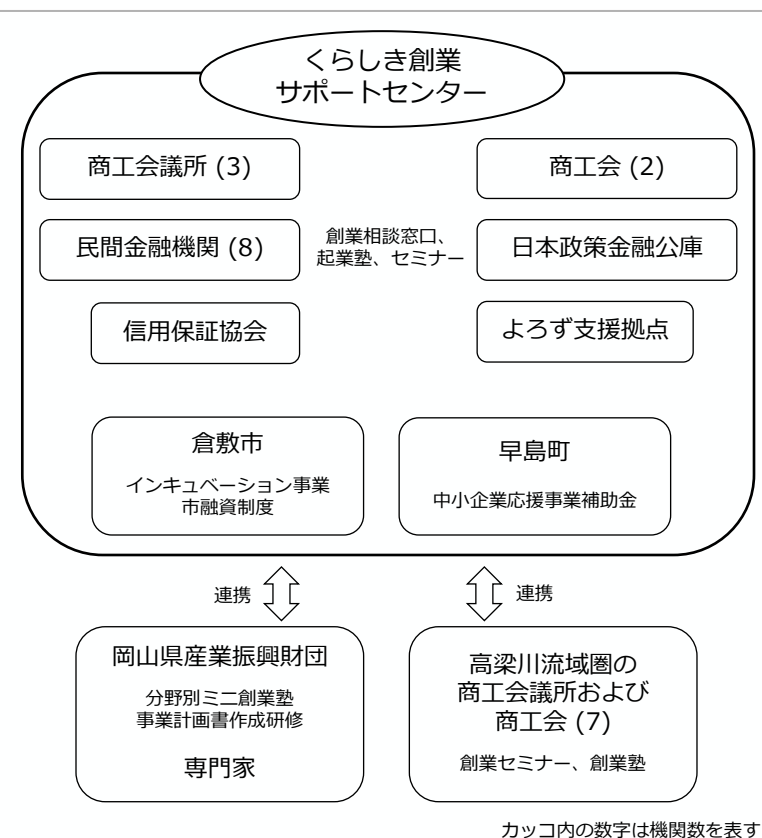 くらしき創業
サポートセンター
商工会議所 (3)
商工会 (2)
民間金融機関 (8)
創業相談窓口、
起業塾、セミナー
日本政策金融公庫
信用保証協会
よろず支援拠点
倉敷市
インキュベーション事業
市融資制度
早島町
中小企業応援事業補助金
連携
連携
岡山県産業振興財団
分野別ミニ創業塾
事業計画書作成研修
専門家
高梁川流域圏の
商工会議所および
商工会 (7)
創業セミナー、創業塾
カッコ内の数字は機関数を表す